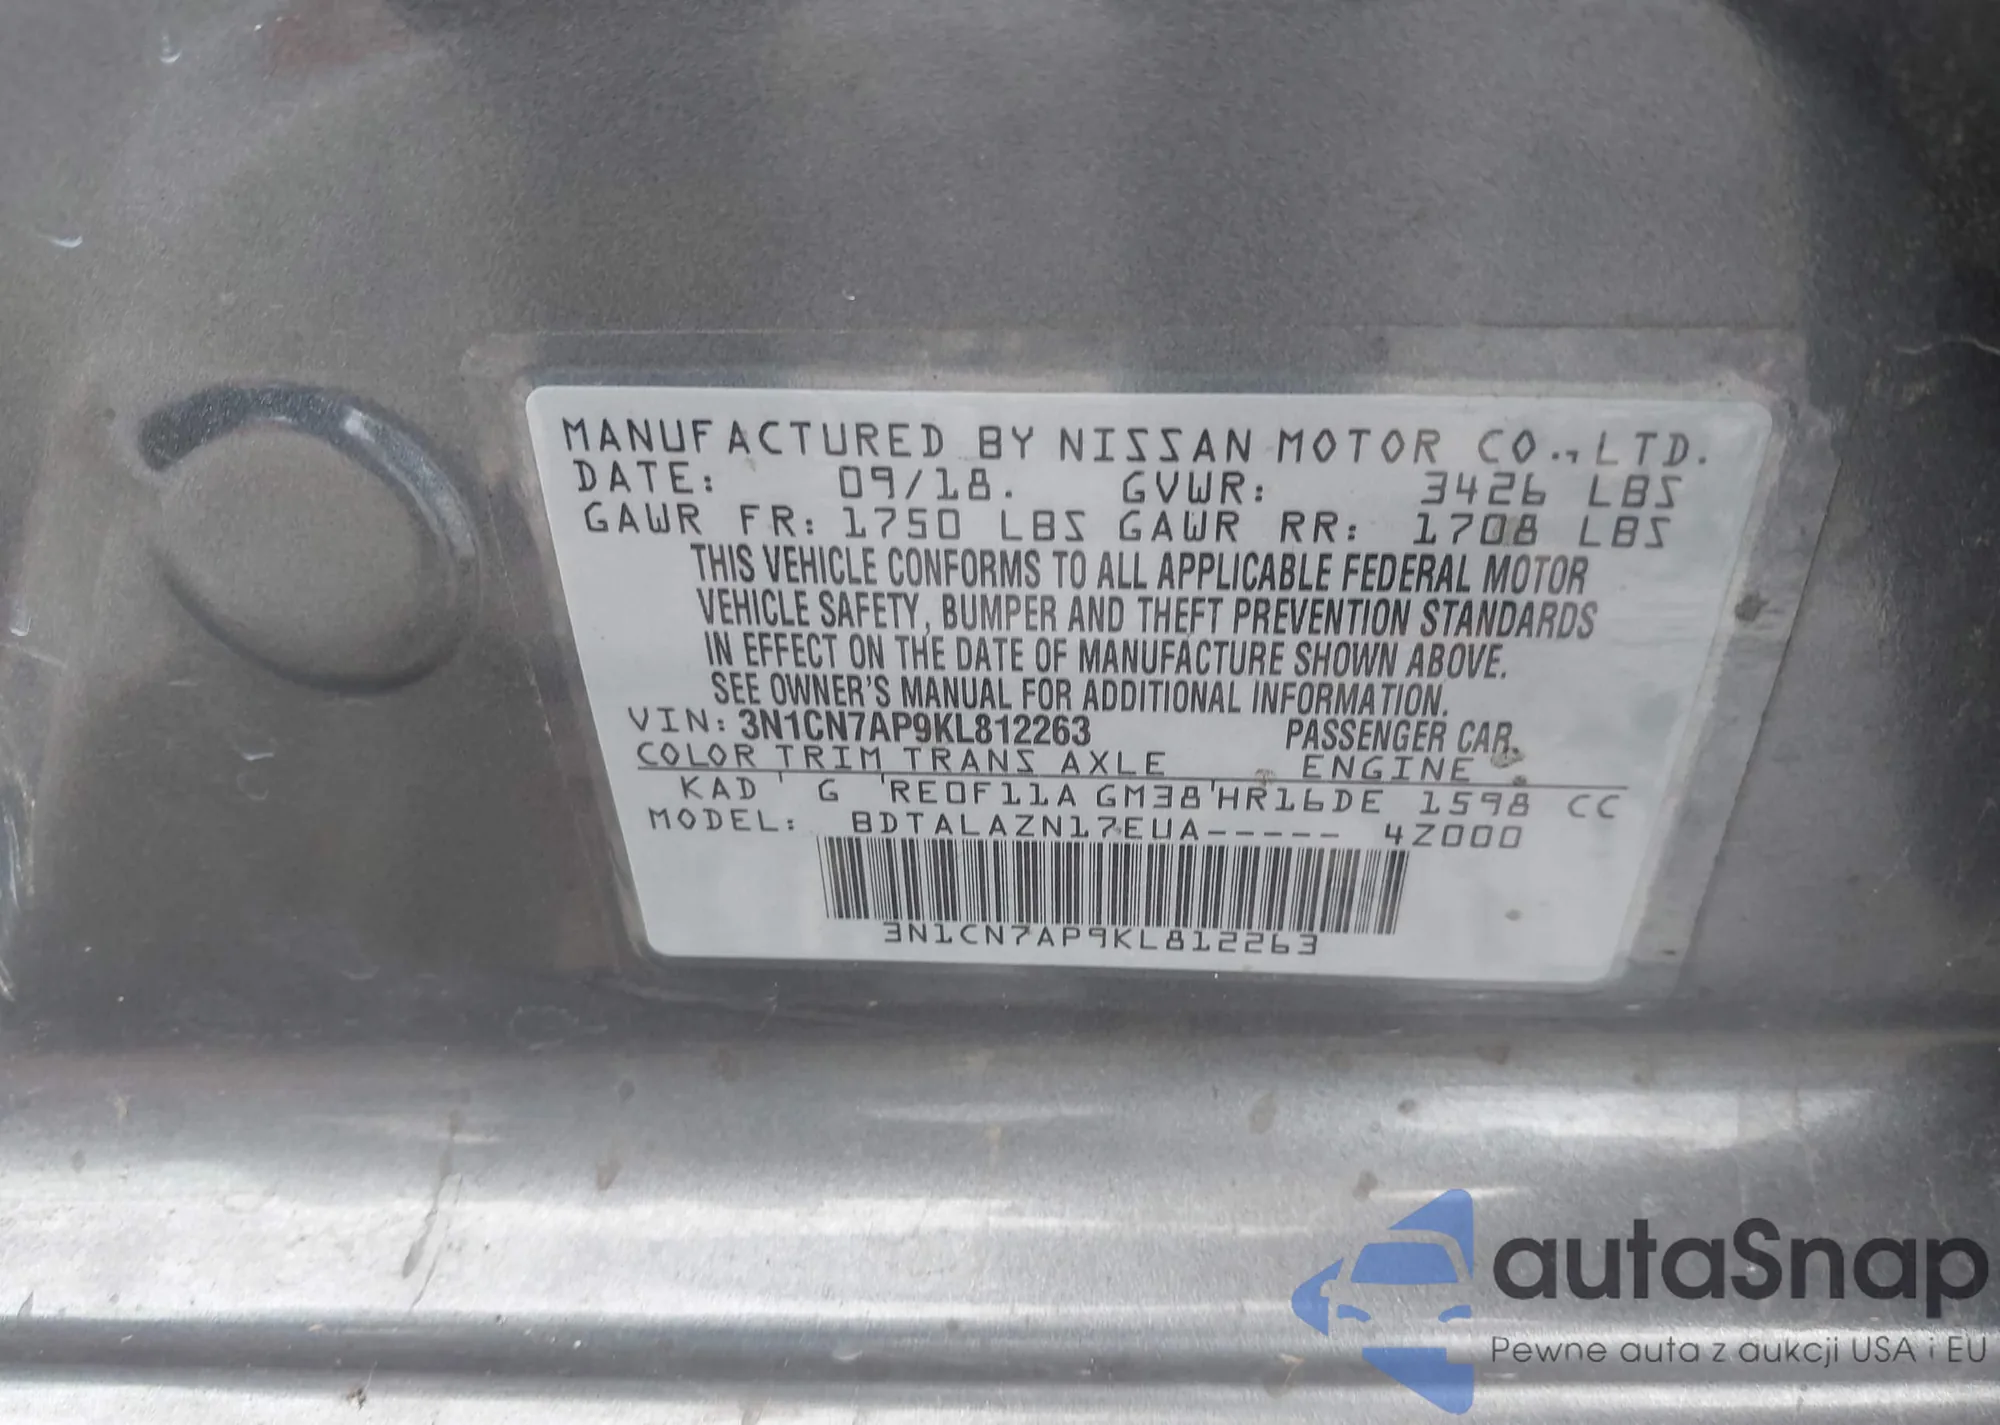 MANUFACTURED BY NISSAN MOTOR CO., LTD.
DATE: 09/18. GVWR: 3426 LBS
GAWR FR: 1750 LBS GAWR RR: 1708 LBS
THIS VEHICLE CONFORMS TO ALL APPLICABLE FEDERAL MOTOR
VEHICLE SAFETY, BUMPER AND THEFT PREVENTION STANDARDS
IN EFFECT ON THE DATE OF MANUFACTURE SHOWN ABOVE.
SEE OWNER'S MANUAL FOR ADDITIONAL INFORMATION.
VIN: 3N1CN7AP9KL812263 PASSENGER CAR.
COLOR TRIM TRANS AXLE ENGINE
KAD ' G 'RE0F11A GM38'HR16DE 1598 CC
MODEL: BDTALAZN17EUA----- 4Z000
3N1CN7AP9KL812263
autaSnap
Pewne auta z aukcji USA i EU